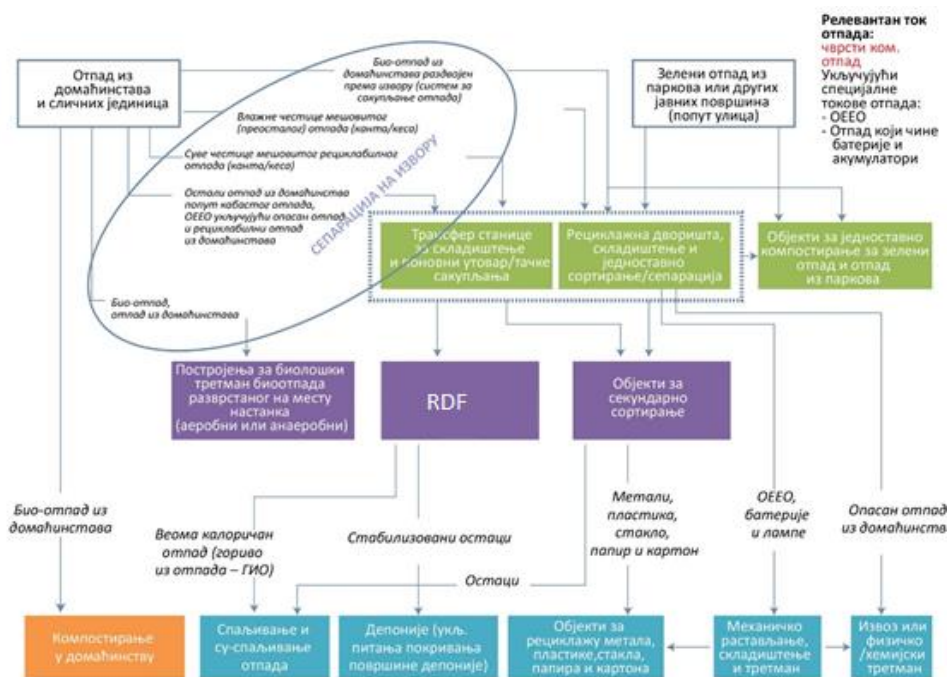 Релевантан ток
отпада:
чврсти ком.
отпад
Укључујући
специјалне
токове отпада:
- ОЕЕО
- Отпад који чине
батерије и
акумулатори
Отпад из
домаћинстава
и сличних јединица
Био-отпад из
домаћинстава раздвојен
према извору (систем за
сакупљање отпада)
Зелени отпад из
паркова или других
јавних површина
(попут улица)
Влажне честице мешовитог
(преосталог) отпада (канта/кеса)
Суве честице мешовитог рециклабилног
отпада (канта/кеса)
Остали отпад из домаћинства
попут кабастог отпада,
ОЕЕО укључујући опасан отпад
и рециклабилни отпад
из домаћинства
СЕПАРАЦИЈА НА ИЗВОРУ
Трансфер станице
за складиштење
и поновни утовар/тачке
сакупљања
Рециклажна дворишта,
складиштење и
једноставно
сортирање/сепарација
Објекти за једноставно
компостирање за зелени
отпад и отпад
из паркова
Био-отпад,
отпад из домаћинства
Постројења за биолошки
третман биоотпада
разврстаног на месту
настанка
(аеробни или анаеробни)
RDF
Објекти за
секундарно
сортирање
Био-отпад из
домаћинстава
Веома калоричан
отпад (гориво
из отпада – ГИО)
Стабилизовани остаци
Остаци
Метали,
пластика,
стакло,
папир и картон
ОЕЕО,
батерије
и лампе
Опасан отпад
из домаћинств
Компостирање
у домаћинству
Спаљивање и
су-спаљивање
отпада
Депоније (укљ.
питања покривања
површине депоније)
Објекти за
рециклажу метала,
пластике,стакла,
папира и картона
Механичко
растављање,
складиштење
и третман
Извоз или
физичко
/хемијски
третман